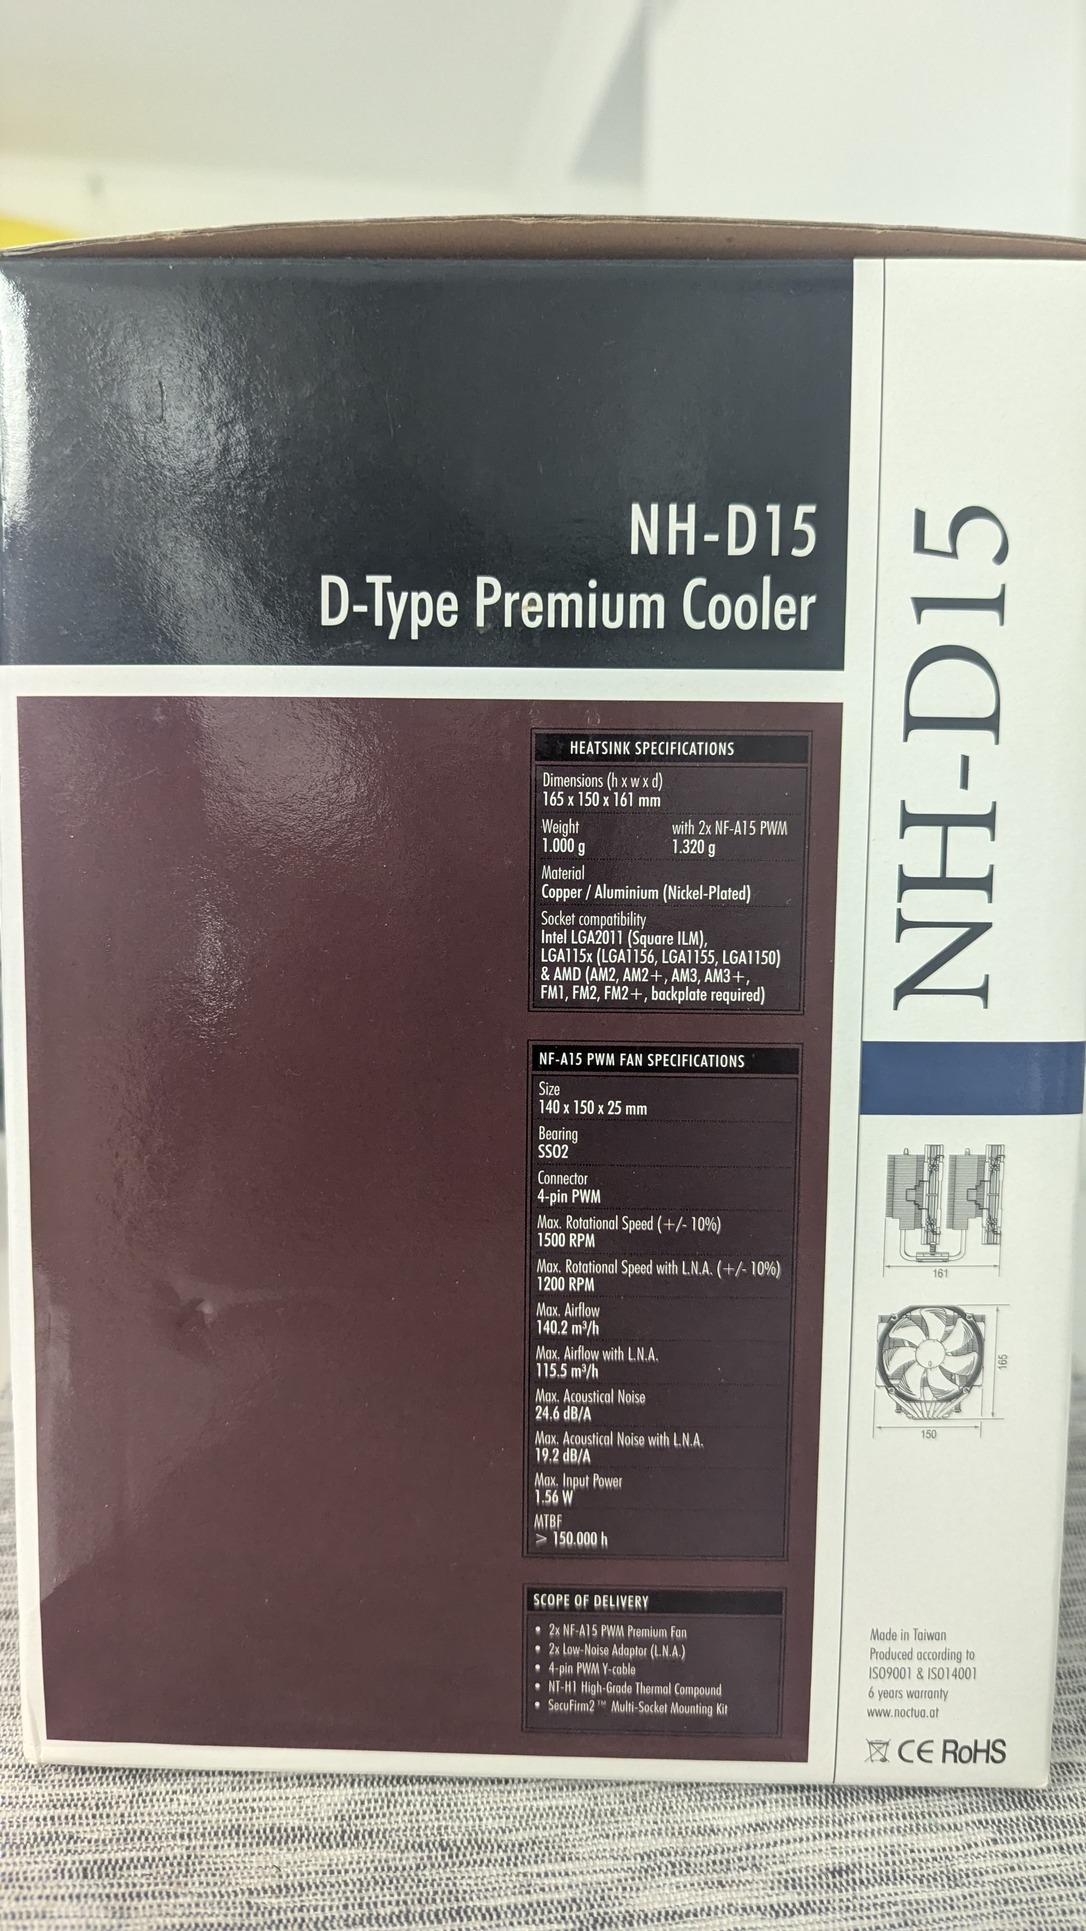 NH-D15
D-Type Premium Cooler
HEATSINK SPECIFICATIONS
Dimensions (h x w x d)
165 x 150 x 161 mm
Weight with 2x NF-A15 PWM
1.000 g 1.320 g
Material
Copper / Aluminium (Nickel-Plated)
Socket compatibility
Intel LGA2011 (Square ILM),
LGA115x (LGA1156, LGA1155, LGA1150)
& AMD (AM2, AM2+, AM3, AM3+,
FM1, FM2, FM2+, backplate required)
NF-A15 PWM FAN SPECIFICATIONS
Size
140 x 150 x 25 mm
Bearing
SSO2
Connector
4-pin PWM
Max. Rotational Speed (+/- 10%)
1500 RPM
Max. Rotational Speed with L.N.A. (+/- 10%)
1200 RPM
Max. Airflow
140.2 m³/h
Max. Airflow with L.N.A.
115.5 m³/h
Max. Acoustical Noise
24.6 dB/A
Max. Acoustical Noise with L.N.A.
19.2 dB/A
Max. Input Power
1.56 W
MTBF
> 150.000 h
SCOPE OF DELIVERY
• 2x NF-A15 PWM Premium Fan
• 2x Low-Noise Adaptor (L.N.A.)
• 4-pin PWM Y-cable
• NT-H1 High-Grade Thermal Compound
• SecuFirm2™ Multi-Socket Mounting Kit
NH-D15
161
165
150
Made in Taiwan
Produced according to
ISO9001 & ISO14001
6 years warranty
www.noctua.at
CE RoHS